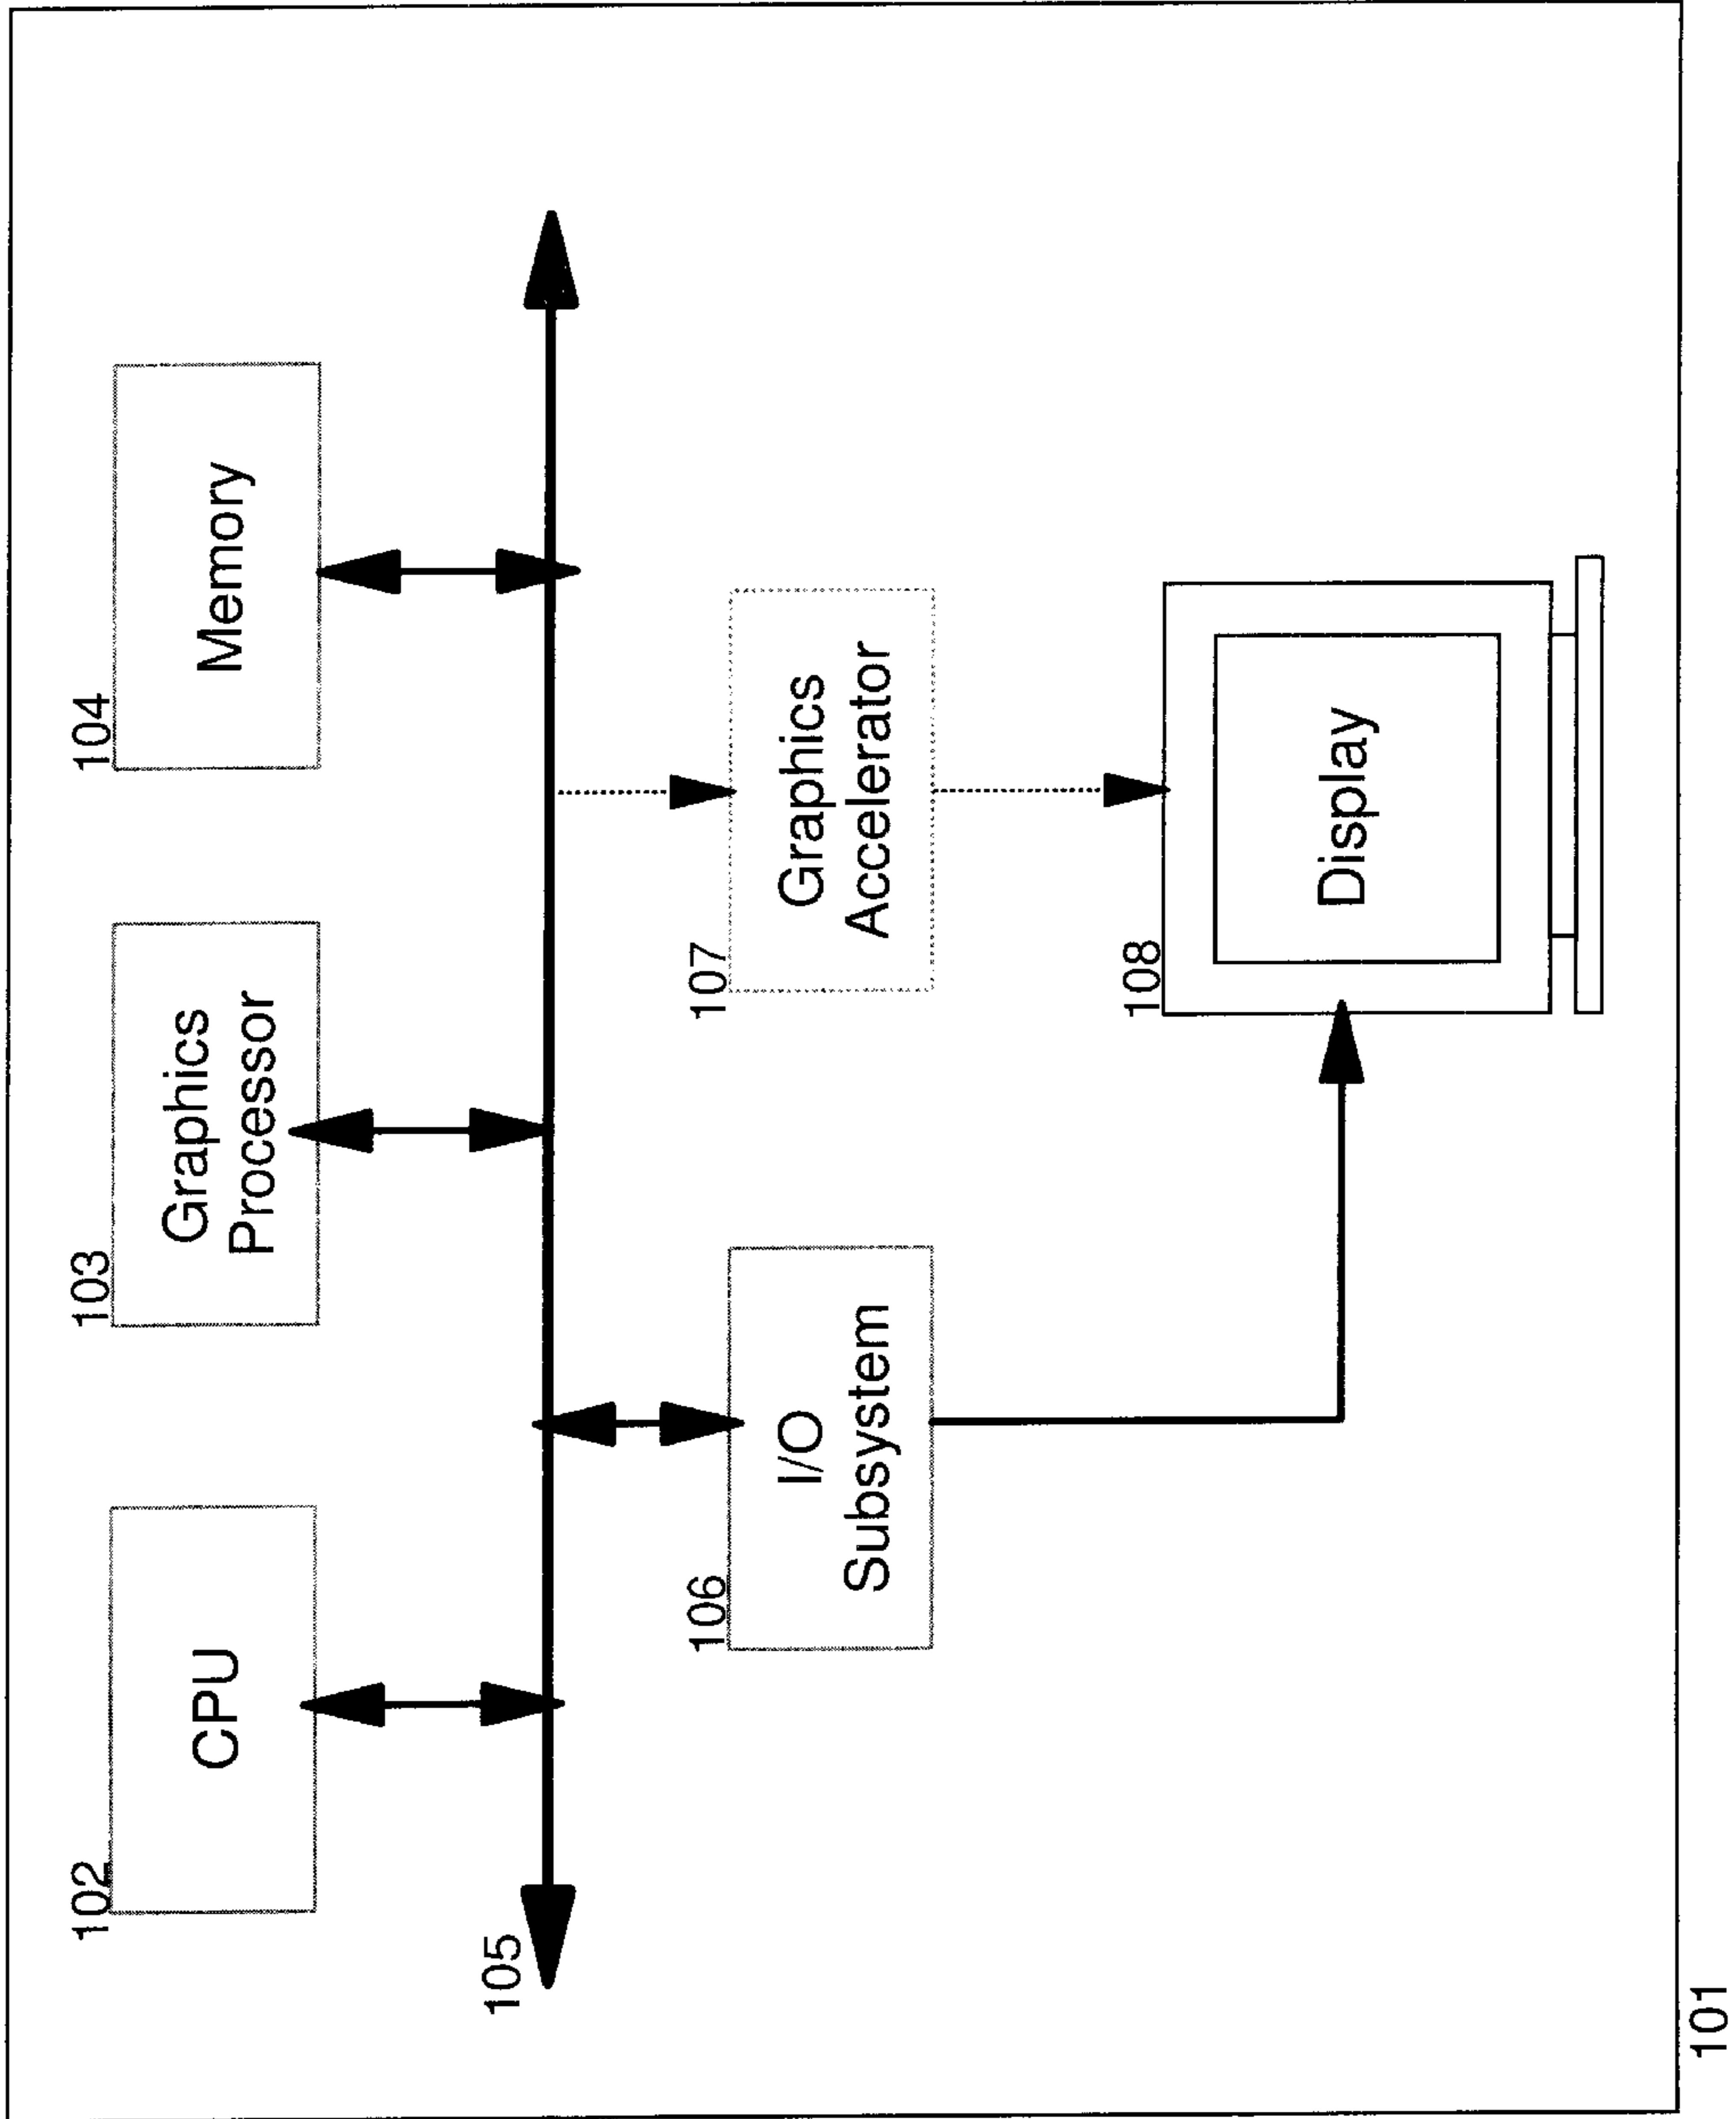 102
CPU
103
Graphics
Processor
104
Memory
105
106
I/O
Subsystem
107
Graphics
Accelerator
108
Display
101